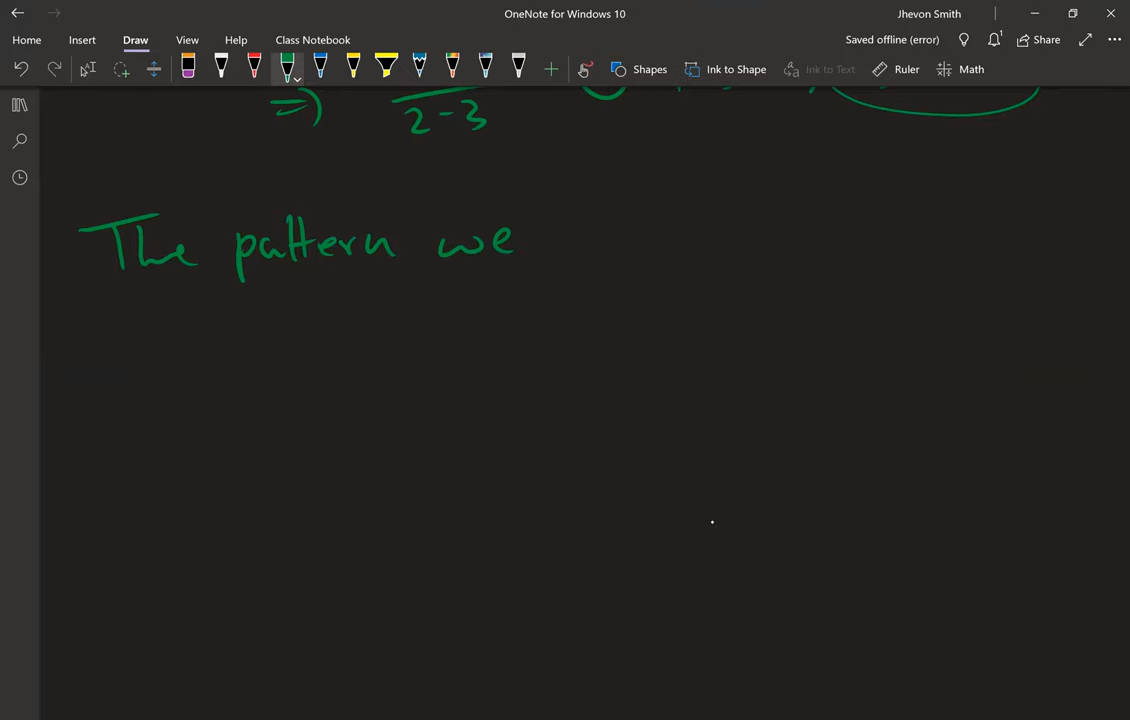 OneNote for Windows 10
Jhevon Smith
Home Insert Draw View Help Class Notebook
Saved offline (error) 1 Share
Shapes Ink to Shape Ink to Text Ruler Math
=>) 2-3
The pattern we